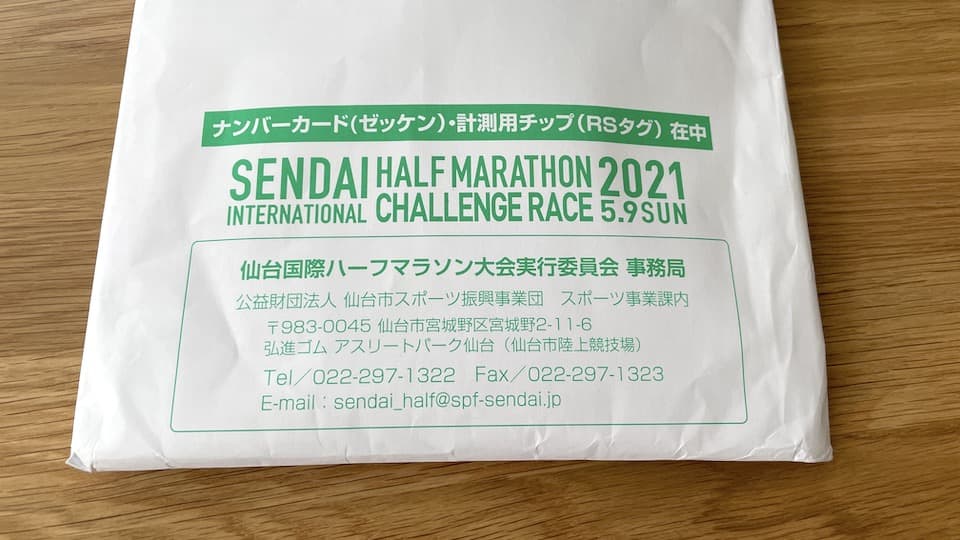 ナンバーカード(ゼッケン)・計測用チップ(RSタグ) 在中
SENDAI HALF MARATHON 2021
INTERNATIONAL CHALLENGE RACE 5.9 SUN
仙台国際ハーフマラソン大会実行委員会 事務局
公益財団法人 仙台市スポーツ振興事業団 スポーツ事業課内
〒983-0045 仙台市宮城野区宮城野2-11-6
弘進ゴム アスリートパーク仙台(仙台市陸上競技場)
Tel/022-297-1322 Fax/022-297-1323
E-mail:sendai_half@spf-sendai.jp